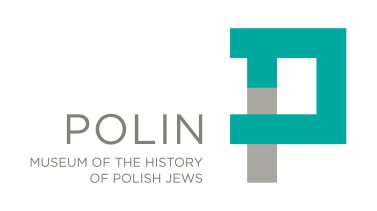 POLIN
MUSEUM OF THE HISTORY
OF POLISH JEWS